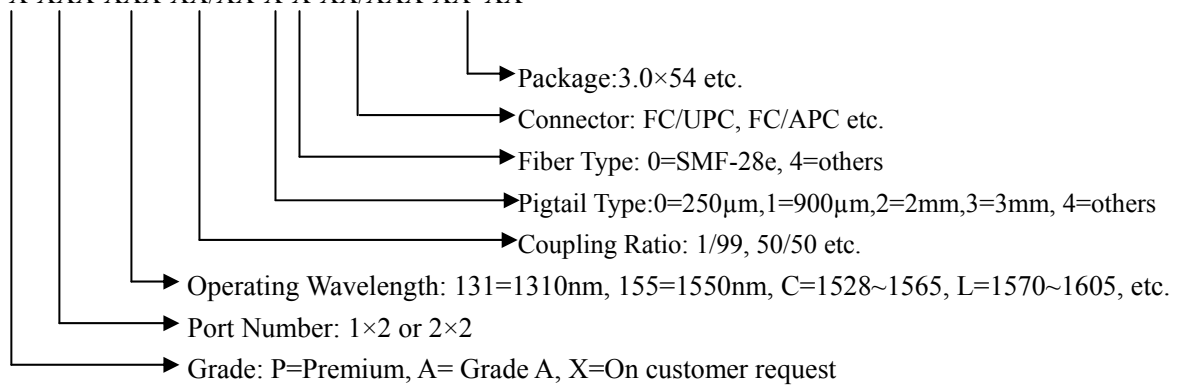 Package:3.0×54 etc.
Connector: FC/UPC, FC/APC etc.
Fiber Type: 0=SMF-28e, 4=others
Pigtail Type:0=250μm,1=900μm,2=2mm,3=3mm, 4=others
Coupling Ratio: 1/99, 50/50 etc.
Operating Wavelength: 131=1310nm, 155=1550nm, C=1528~1565, L=1570~1605, etc.
Port Number: 1×2 or 2×2
Grade: P=Premium, A= Grade A, X=On customer request